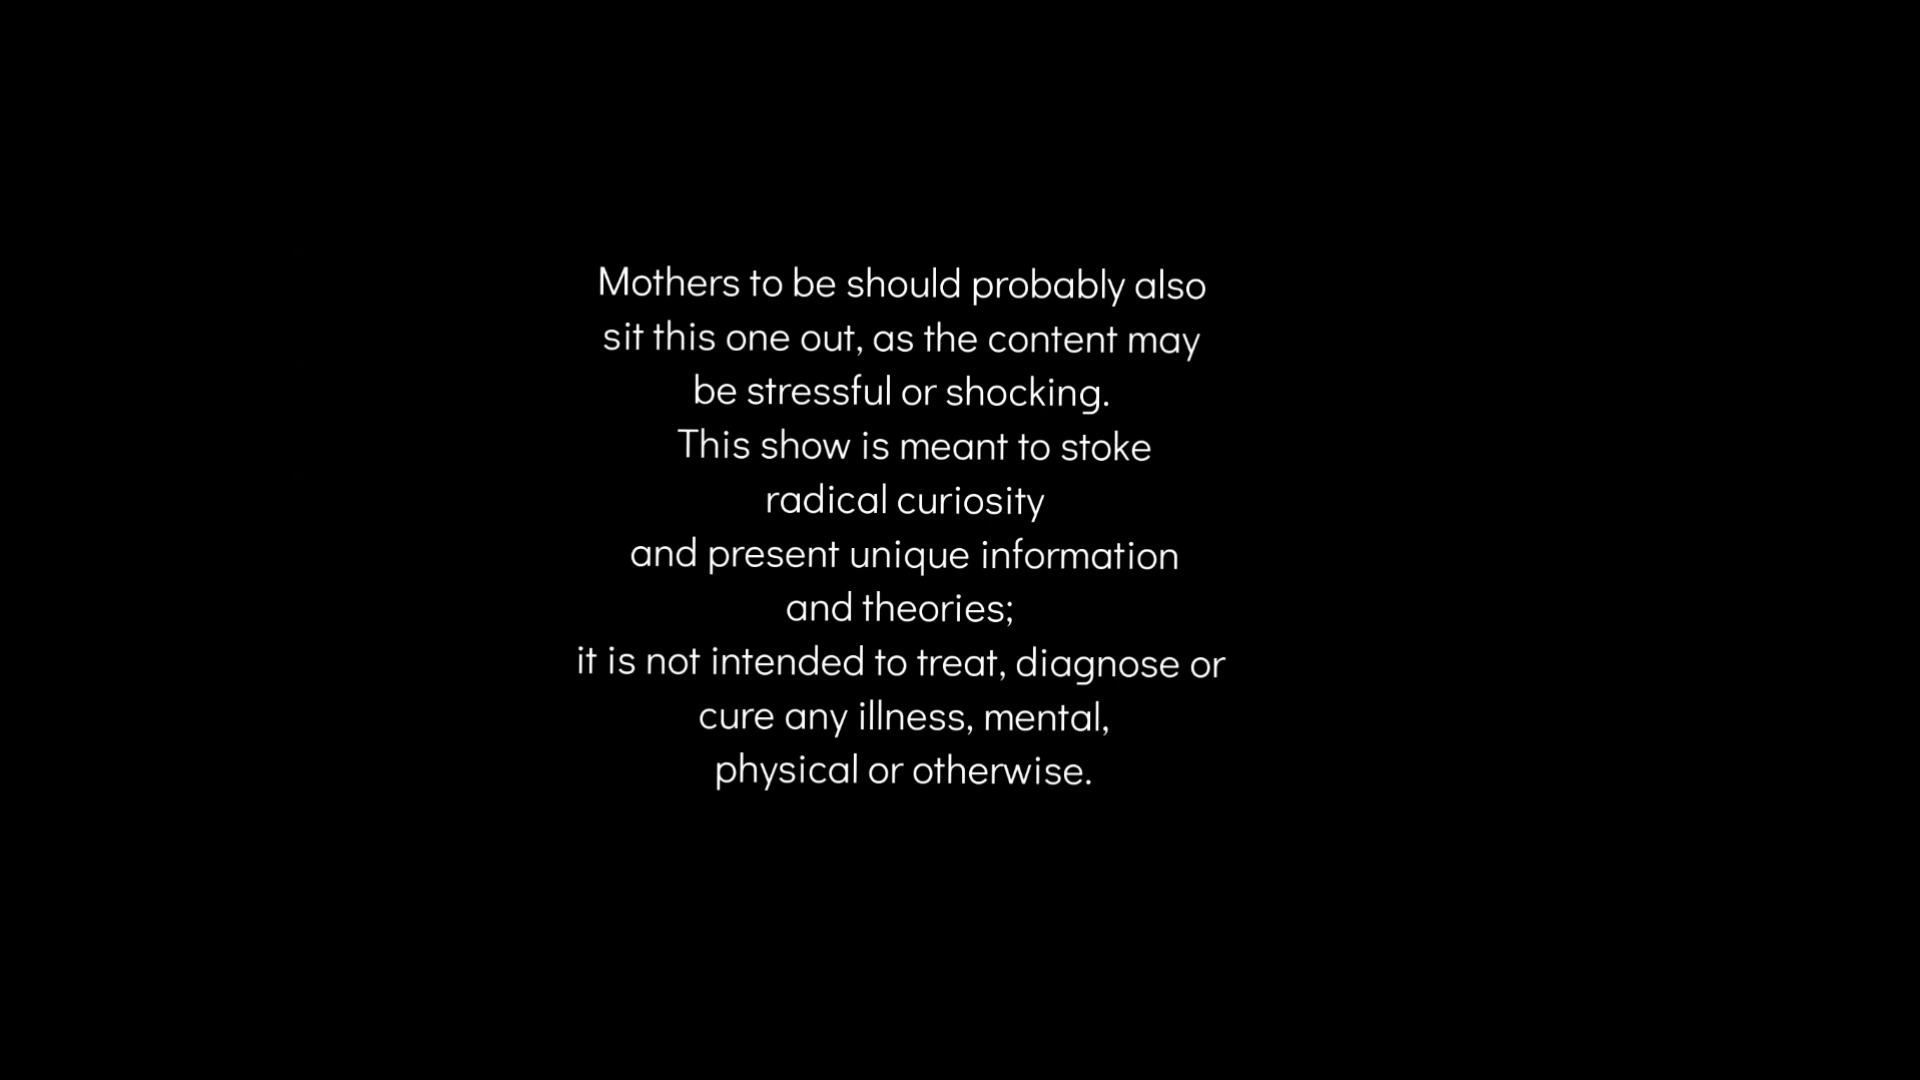 Mothers to be should probably also
sit this one out, as the content may
be stressful or shocking.
This show is meant to stoke
radical curiosity
and present unique information
and theories;
it is not intended to treat, diagnose or
cure any illness, mental,
physical or otherwise.